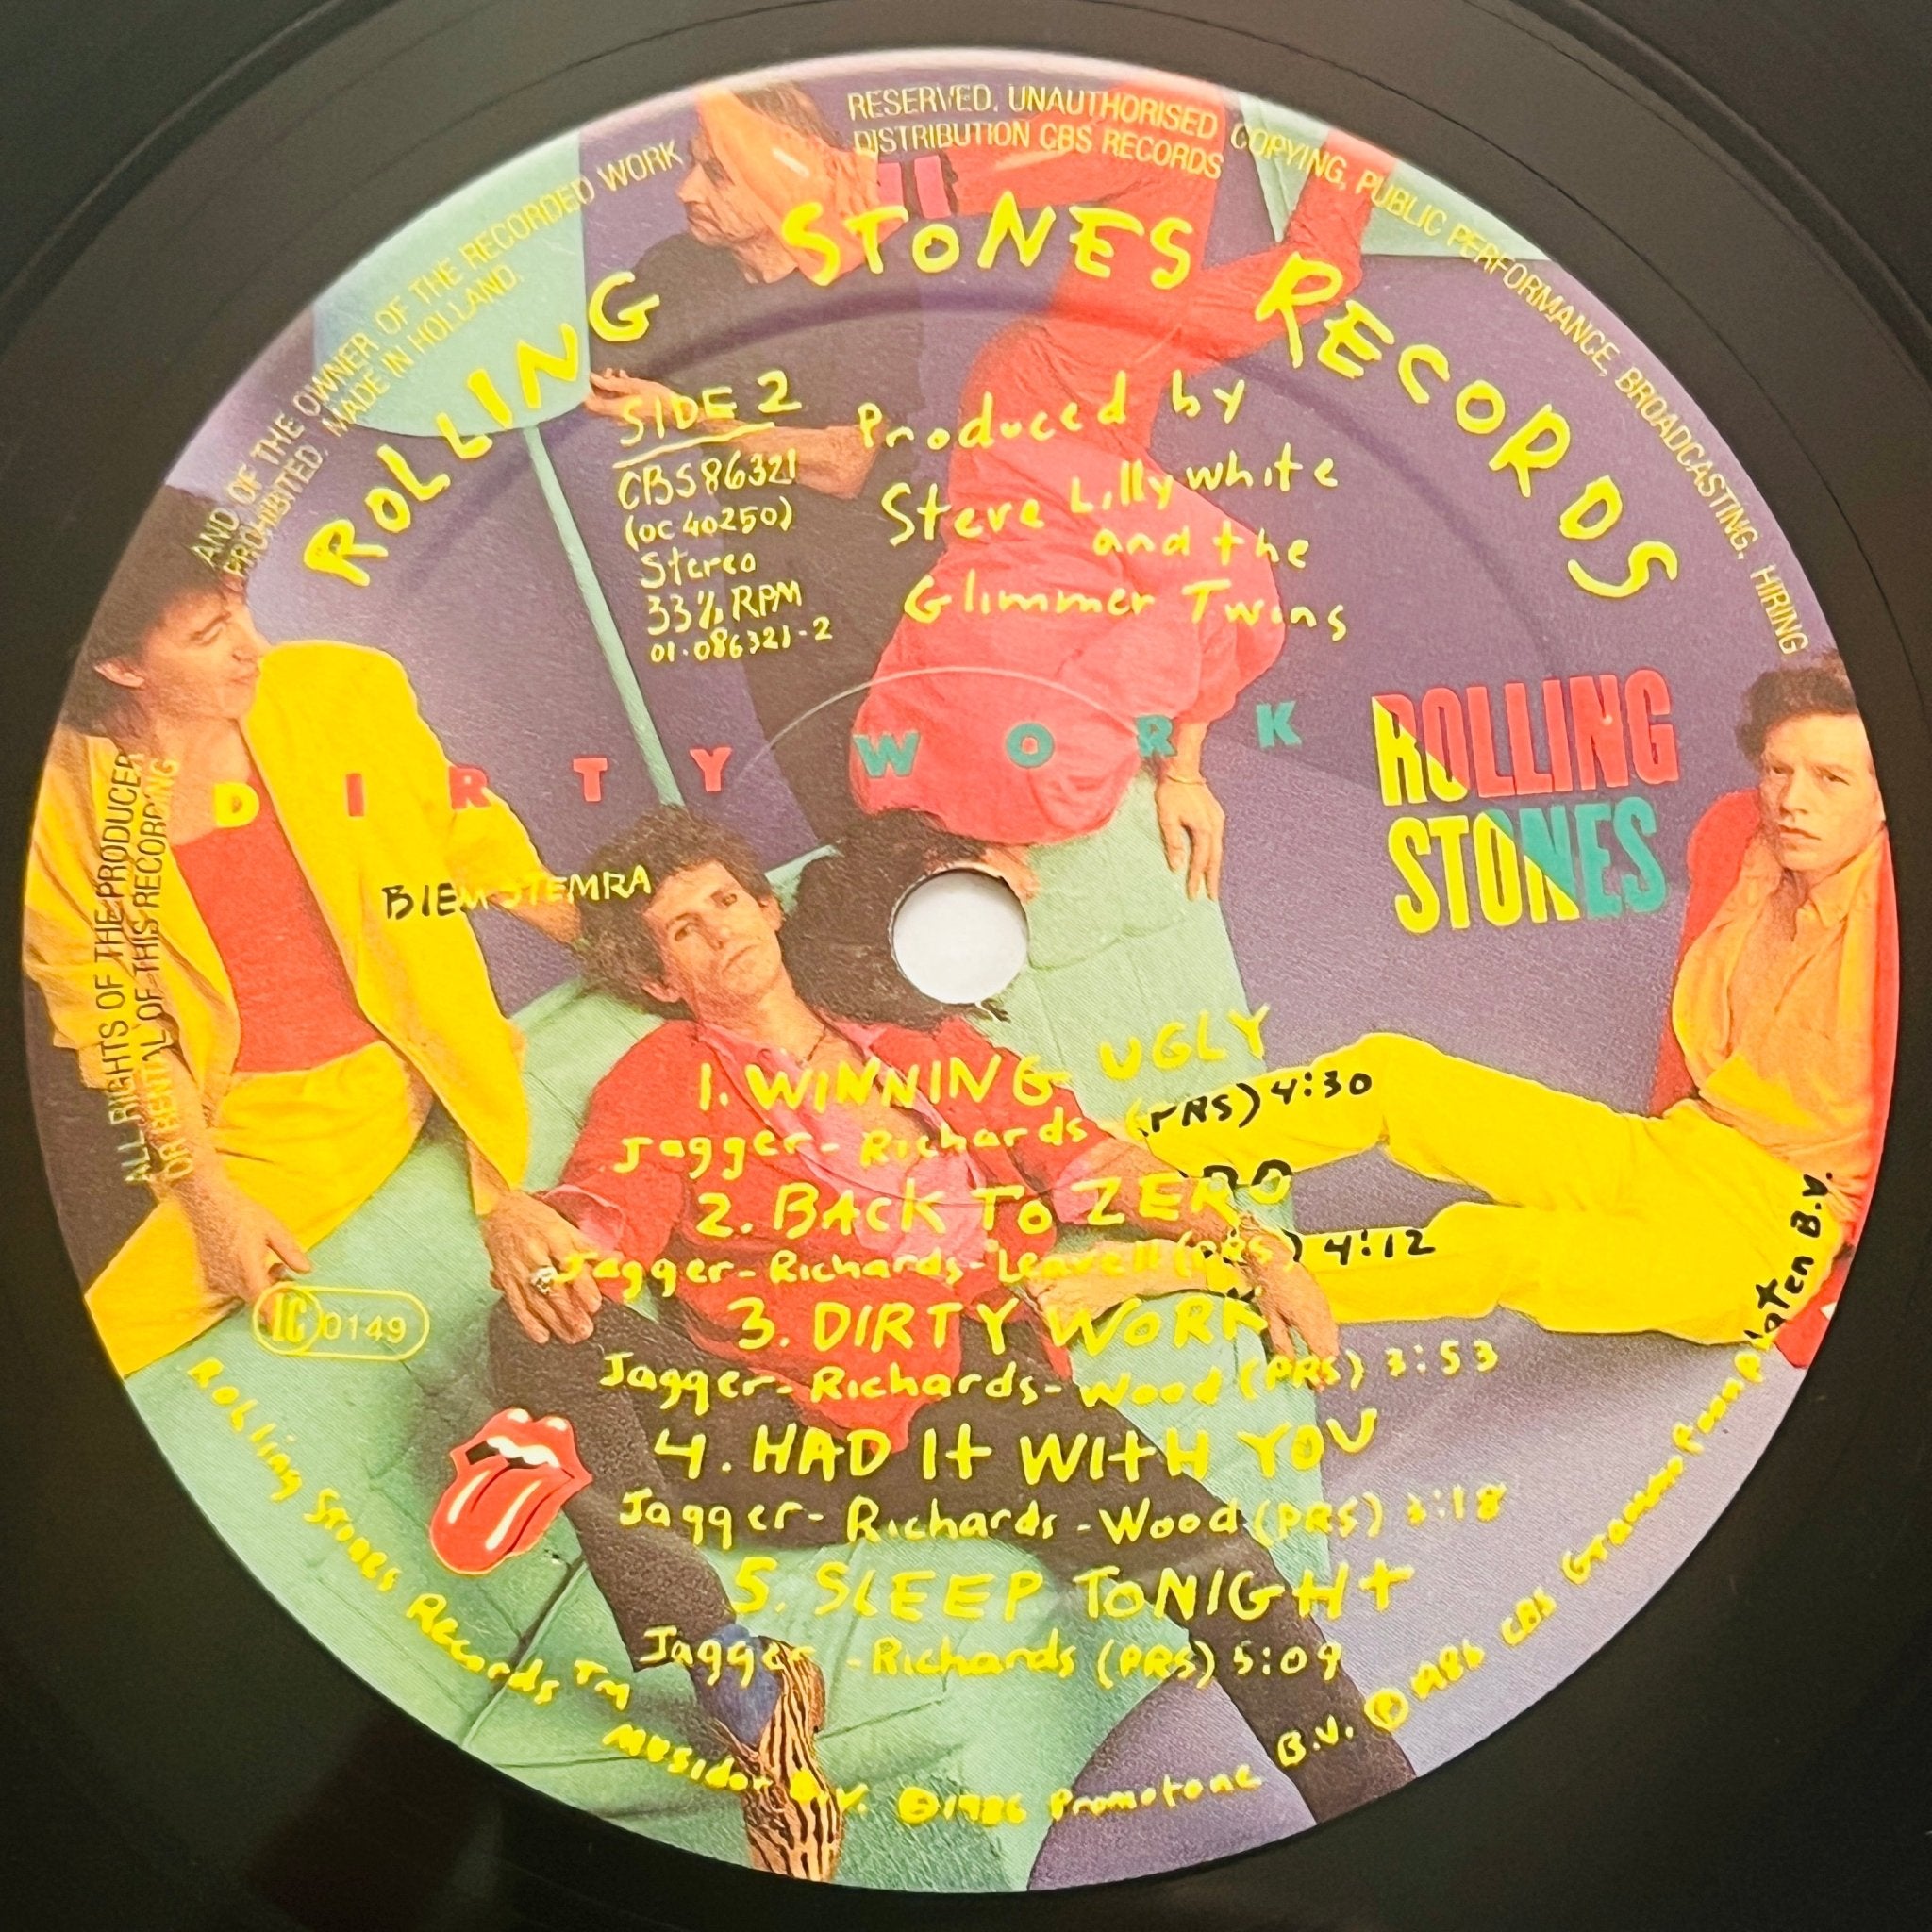 ALL RIGHTS OF THE PRODUCER AND OF THE OWNER OF THE RECORDED WORK RESERVED. UNAUTHORISED COPYING, PUBLIC PERFORMANCE, BROADCASTING, HIRING
OR RENTAL OF THIS RECORDING PROHIBITED. MADE IN HOLLAND. DISTRIBUTION CBS RECORDS
ROLLING STONES RECORDS
SIDE 2
CBS 86321
(OC 40250)
Stereo
33⅓ RPM
01-086321-2
Produced by
Steve Lillywhite
and the
Glimmer Twins
DIRTY WORK
ROLLING
STONES
BIEM STEMRA
1. WINNING UGLY
Jagger-Richards (PRS) 4:30
2. BACK TO ZERO
Jagger-Richards-Leavell (PRS) 4:12
3. DIRTY WORK
Jagger-Richards-Wood (PRS) 3:53
4. HAD IT WITH YOU
Jagger-Richards-Wood (PRS) 3:18
5. SLEEP TONIGHT
Jagger-Richards (PRS) 5:09
IC 0149
Rolling Stones Records TM Musidor B.V. © 1986 Promotone B.V. ℗ 1986 CBS Grammofoonplaten B.V.